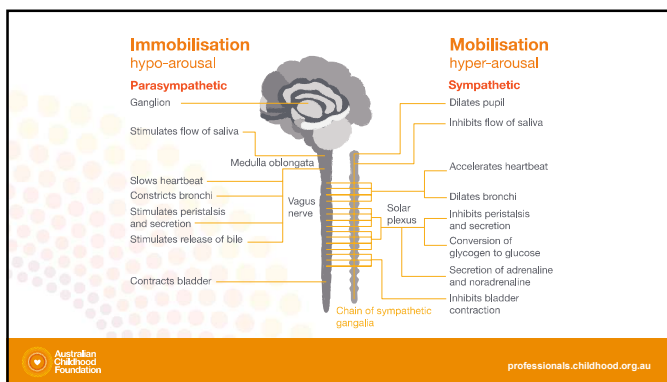 Immobilisation
hypo-arousal
Parasympathetic
Ganglion
Stimulates flow of saliva
Medulla oblongata
Slows heartbeat
Constricts bronchi
Vagus
nerve
Stimulates peristalsis
and secretion
Stimulates release of bile
Contracts bladder
Mobilisation
hyper-arousal
Sympathetic
Dilates pupil
Inhibits flow of saliva
Accelerates heartbeat
Dilates bronchi
Solar
plexus
Inhibits peristalsis
and secretion
Conversion of
glycogen to glucose
Secretion of adrenaline
and noradrenaline
Inhibits bladder
contraction
Chain of sympathetic
gangalia
Australian
Childhood
Foundation
professionals.childhood.org.au